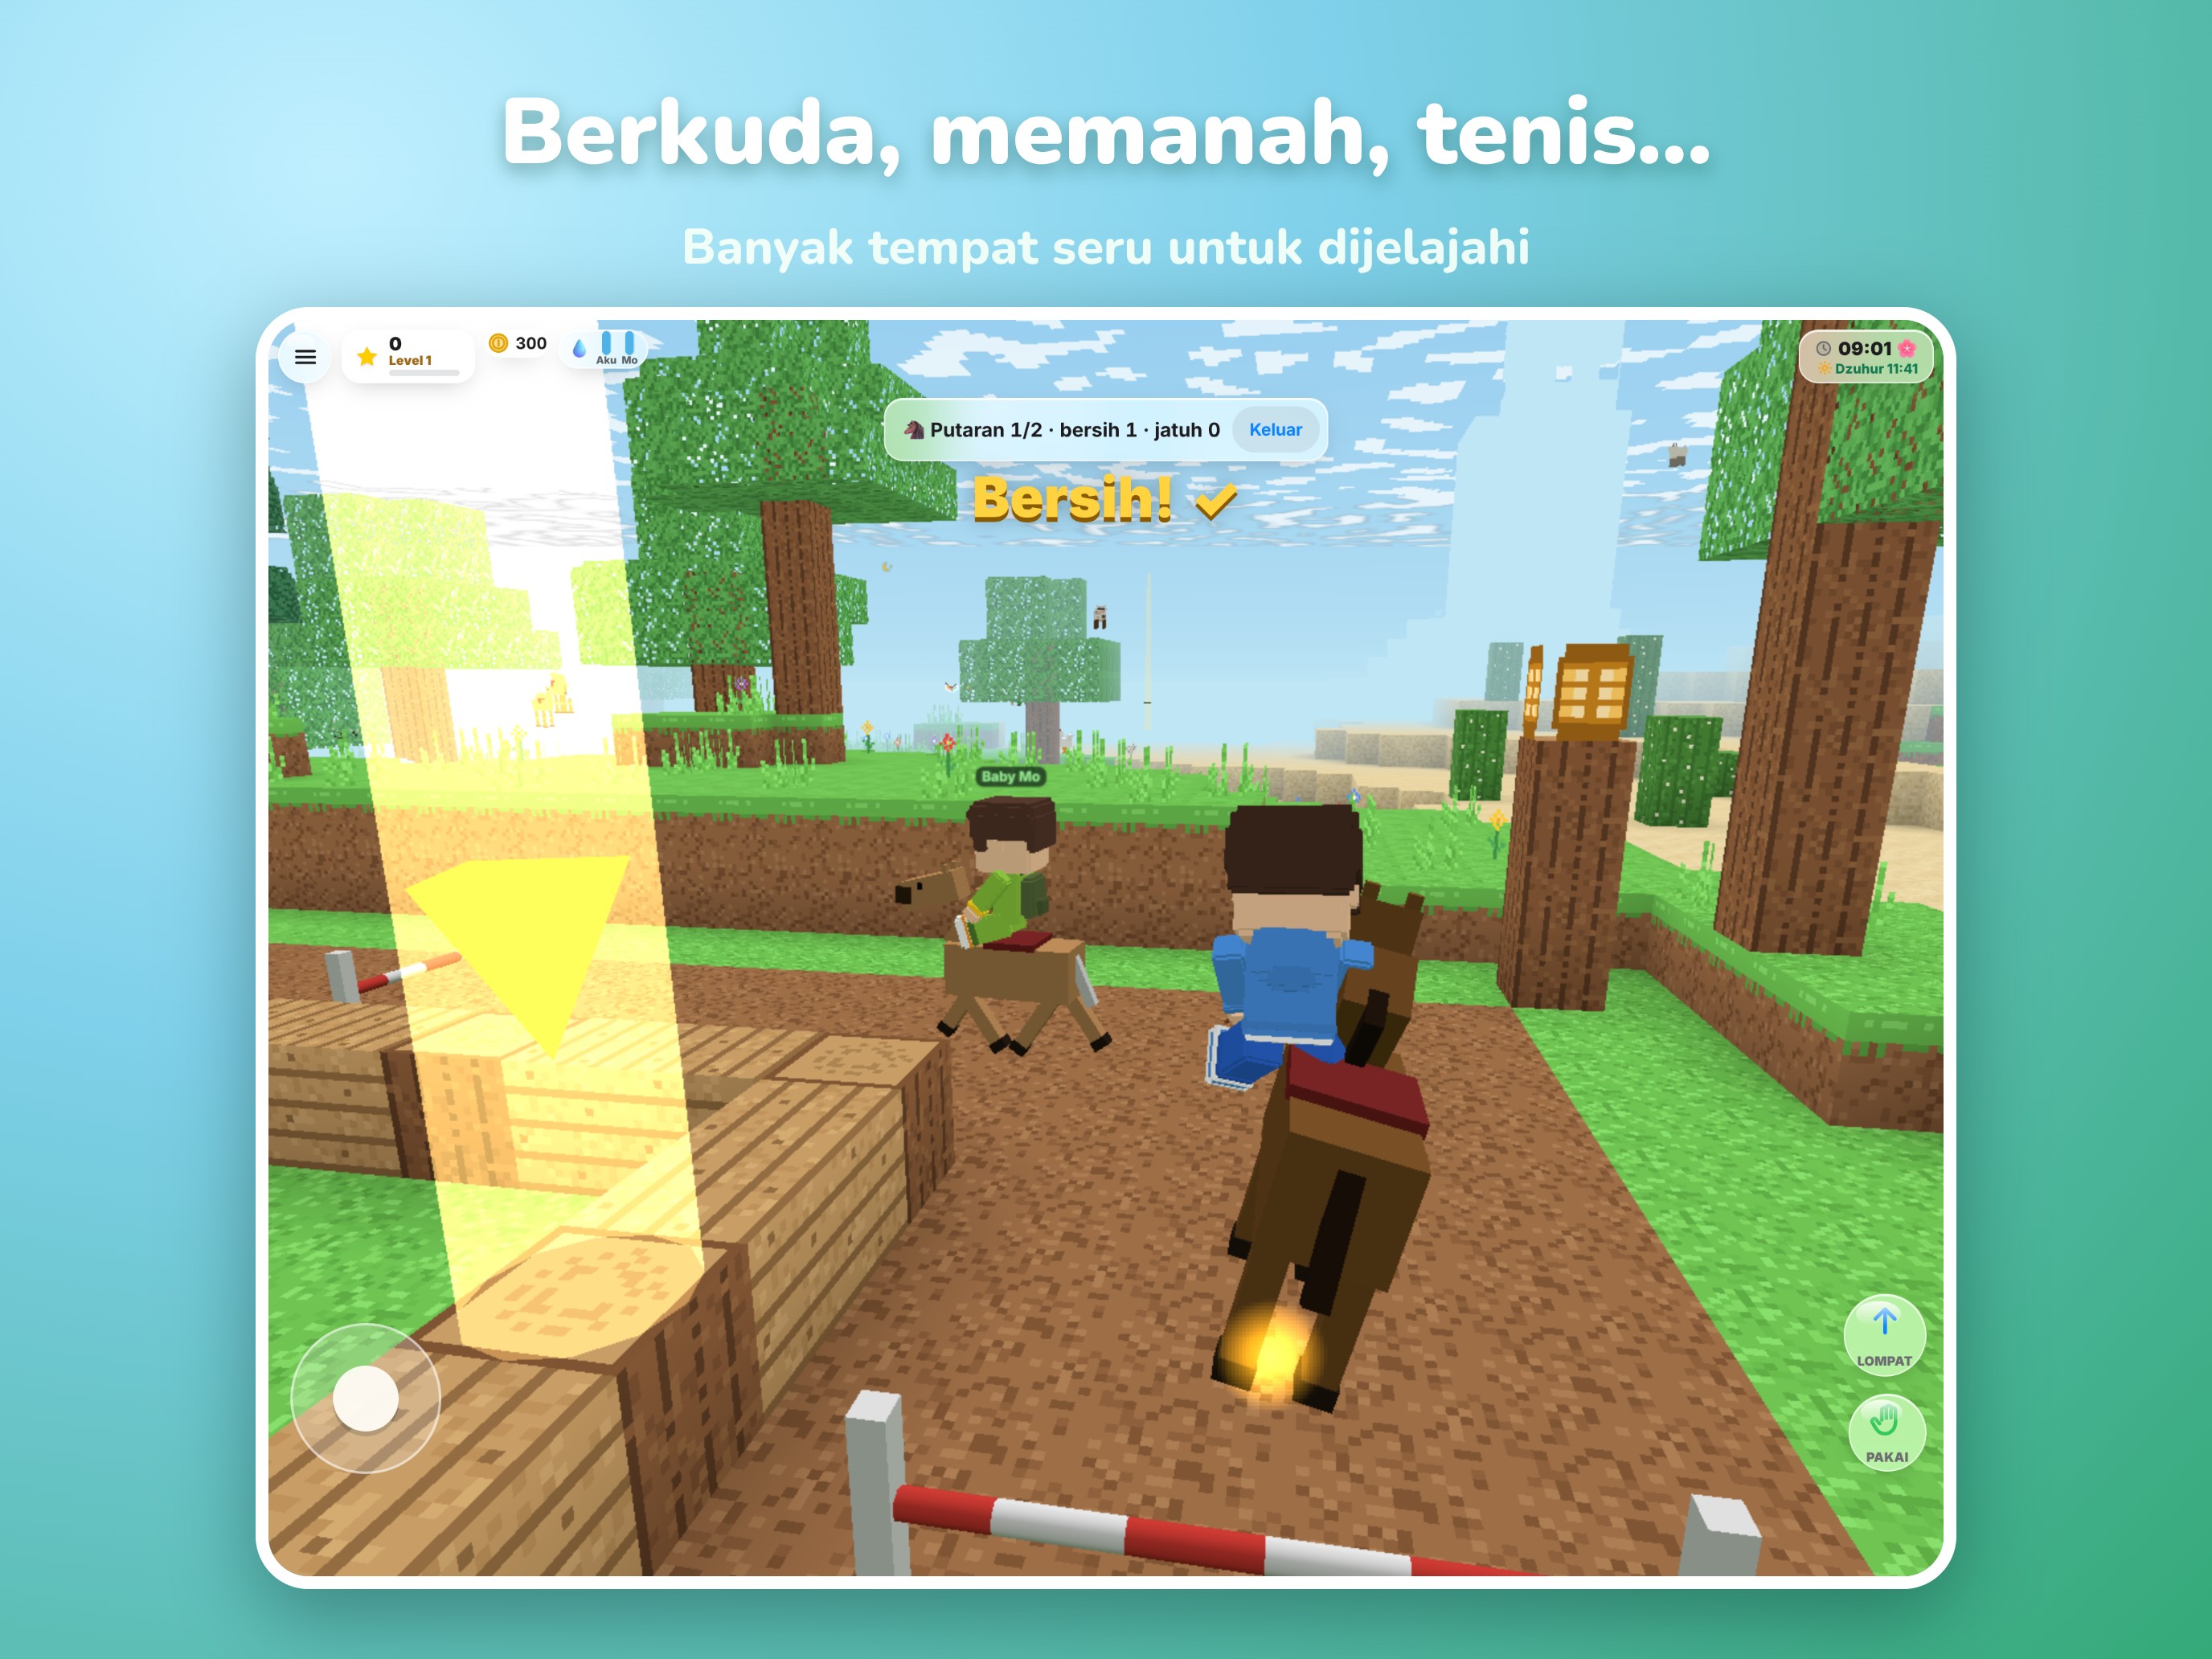 Berkuda, memanah, tenis...
Banyak tempat seru untuk dijelajahi
0
Level 1
300
Aku Mo
09:01
Dzuhur 11:41
Putaran 1/2 · bersih 1 · jatuh 0
Keluar
Bersih!
Baby Mo
LOMPAT
PAKAI